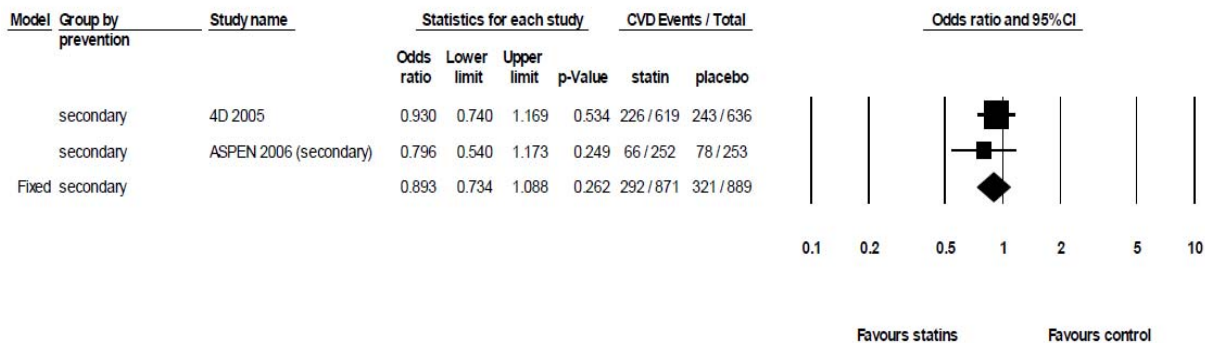 Model Group by prevention Study name Statistics for each study CVD Events / Total Odds ratio and 95%CI
Odds ratio Lower limit Upper limit p-Value statin placebo
secondary 4D 2005 0.930 0.740 1.169 0.534 226 / 619 243 / 636
secondary ASPEN 2006 (secondary) 0.796 0.540 1.173 0.249 66 / 252 78 / 253
Fixed secondary 0.893 0.734 1.088 0.262 292 / 871 321 / 889
0.1 0.2 0.5 1 2 5 10
Favours statins Favours control